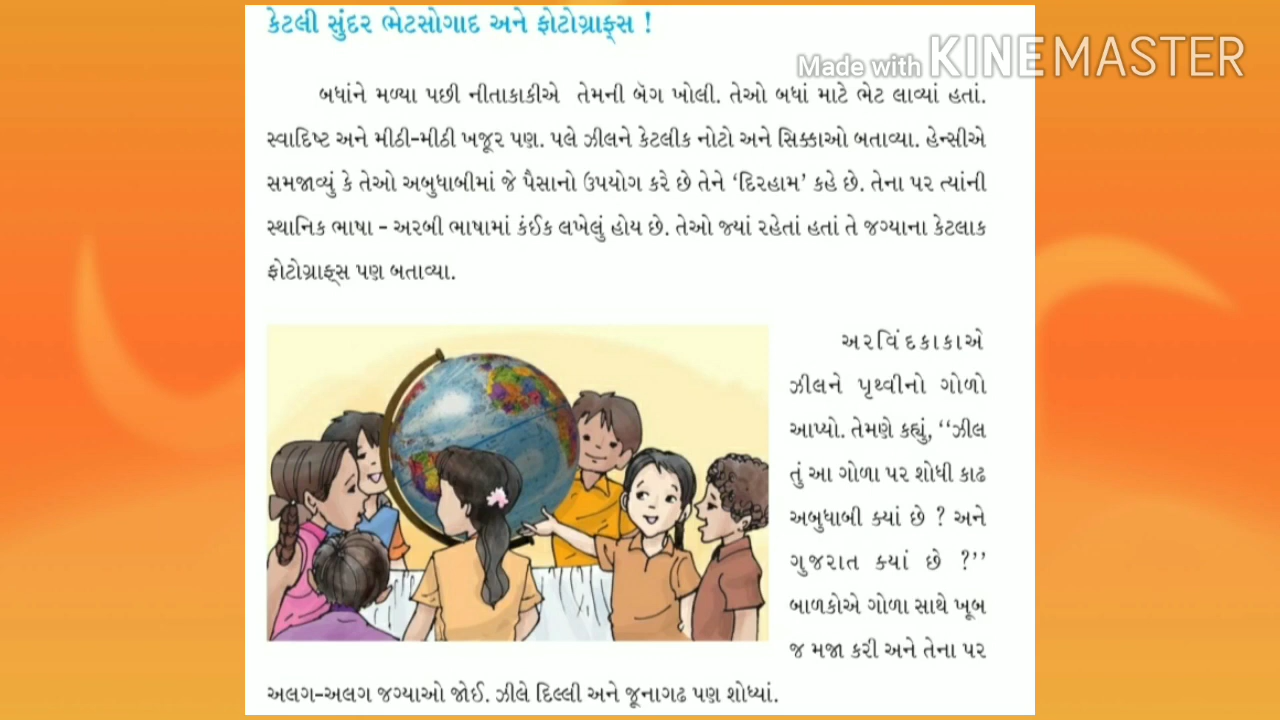 કેટલી સુંદર ભેટસોગાદ અને ફોટોગ્રાફ્સ !
Made with KINEMASTER
બધાંને મળ્યા પછી નીતાકાકીએ તેમની બૅગ ખોલી. તેઓ બધાં માટે ભેટ લાવ્યાં હતાં.
સ્વાદિષ્ટ અને મીઠી-મીઠી ખજૂર પણ. પલે ઝીલને કેટલીક નોટો અને સિક્કાઓ બતાવ્યા. હેન્સીએ
સમજાવ્યું કે તેઓ અબુધાબીમાં જે પૈસાનો ઉપયોગ કરે છે તેને ‘દિરહામ’ કહે છે. તેના પર ત્યાંની
સ્થાનિક ભાષા - અરબી ભાષામાં કંઈક લખેલું હોય છે. તેઓ જ્યાં રહેતાં હતાં તે જગ્યાના કેટલાક
ફોટોગ્રાફ્સ પણ બતાવ્યા.
અરવિંદકાકાએ
ઝીલને પૃથ્વીનો ગોળો
આપ્યો. તેમણે કહ્યું, ‘‘ઝીલ
તું આ ગોળા પર શોધી કાઢ
અબુધાબી ક્યાં છે ? અને
ગુજરાત ક્યાં છે ?’’
બાળકોએ ગોળા સાથે ખૂબ
જ મજા કરી અને તેના પર
અલગ-અલગ જગ્યાઓ જોઈ. ઝીલે દિલ્લી અને જૂનાગઢ પણ શોધ્યાં.